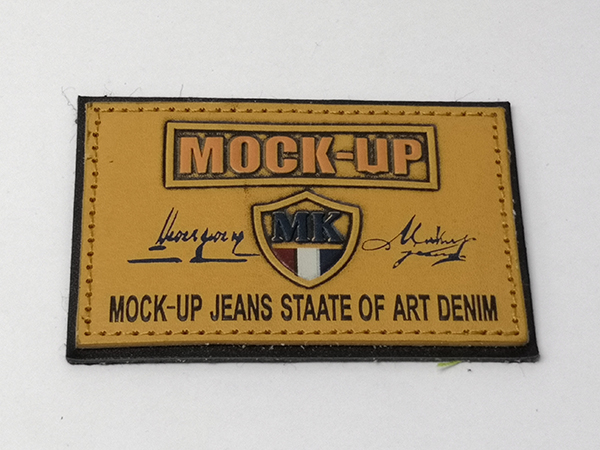 MOCK-UP
MK
MOCK-UP JEANS STAATE OF ART DENIM